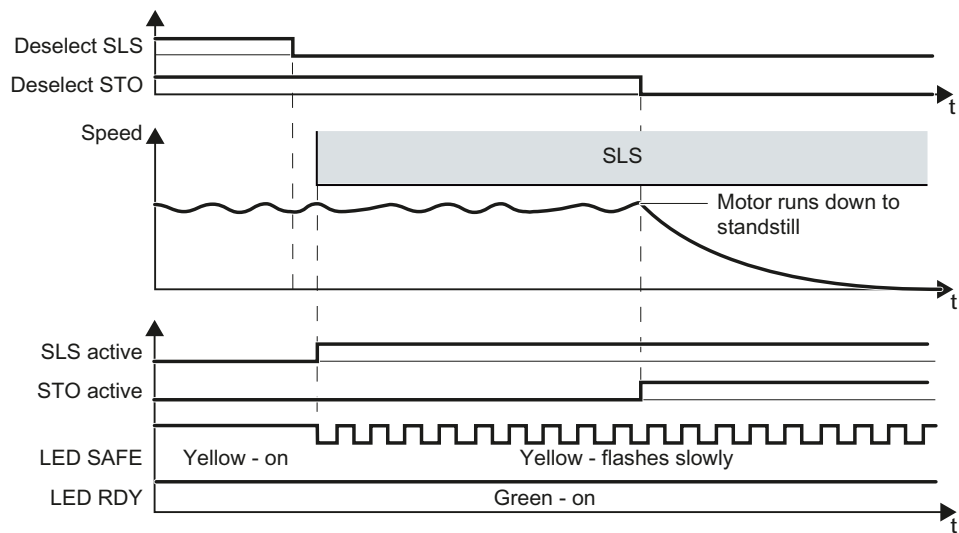 Deselect SLS
Deselect STO
t
Speed
SLS
Motor runs down to
standstill
t
SLS active
STO active
LED SAFE
Yellow - on
Yellow - flashes slowly
LED RDY
Green - on
t